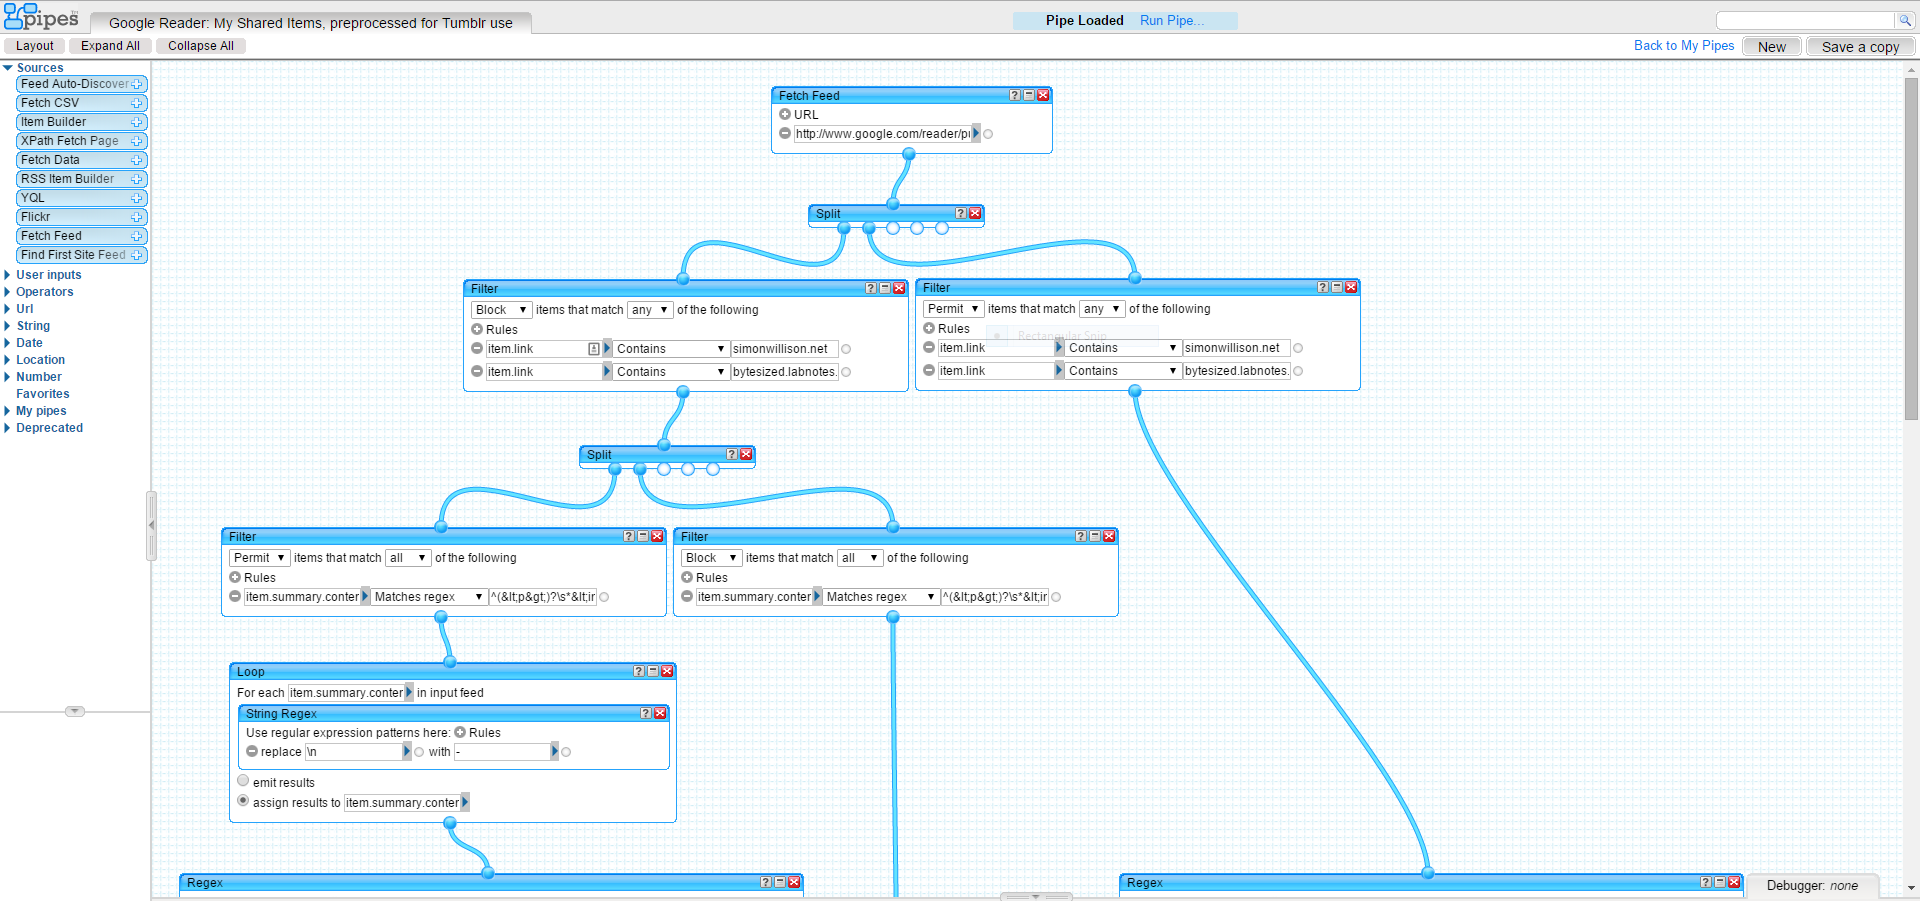 pipes
Google Reader: My Shared Items, preprocessed for Tumblr use
Pipe Loaded Run Pipe...
Layout Expand All Collapse All
Back to My Pipes New Save a copy
Sources
Feed Auto-Discover
Fetch CSV
Item Builder
XPath Fetch Page
Fetch Data
RSS Item Builder
YQL
Flickr
Fetch Feed
Find First Site Feed
User inputs
Operators
Url
String
Date
Location
Number
Favorites
My pipes
Deprecated
Fetch Feed
URL
http://www.google.com/reader/pu
Split
Filter
Block items that match any of the following
Rules
item.link Contains simonwillison.net
item.link Contains bytesized.labnotes.
Filter
Permit items that match any of the following
Rules
Rectangular Snip
item.link Contains simonwillison.net
item.link Contains bytesized.labnotes.
Split
Filter
Permit items that match all of the following
Rules
item.summary.conter Matches regex ^(&lt;p&gt;)?\s*&lt;ir
Filter
Block items that match all of the following
Rules
item.summary.conter Matches regex ^(&lt;p&gt;)?\s*&lt;ir
Loop
For each item.summary.conter in input feed
String Regex
Use regular expression patterns here: Rules
replace \n with -
emit results
assign results to item.summary.conter
Regex
Regex
Debugger: none